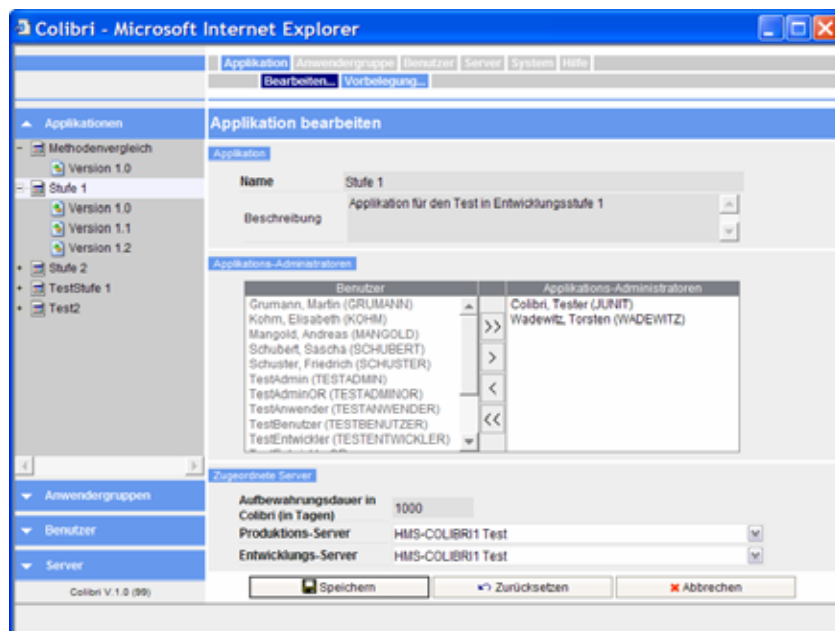 Colibri - Microsoft Internet Explorer
Applikation Anwendergruppe Benutzer Server System Hilfe
Bearbeiten... Vorbelegung...
Applikationen
Methodenvergleich
Version 1.0
Stufe 1
Version 1.0
Version 1.1
Version 1.2
Stufe 2
TestStufe 1
Test2
Anwendergruppen
Benutzer
Server
Colibri V.1.0 (99)
Applikation bearbeiten
Applikation
Name Stufe 1
Beschreibung Applikation für den Test in Entwicklungsstufe 1
Applikations-Administratoren
Benutzer
Grumann, Martin (GRUMANN)
Kohm, Elisabeth (KOHM)
Mangold, Andreas (MANGOLD)
Schubert, Sascha (SCHUBERT)
Schuster, Friedrich (SCHUSTER)
TestAdmin (TESTADMIN)
TestAdminOR (TESTADMINOR)
TestAnwender (TESTANWENDER)
TestBenutzer (TESTBENUTZER)
TestEntwickler (TESTENTWICKLER)
>>
>
<
<<
Applikations-Administratoren
Colibri, Tester (JUNIT)
Wadewitz, Torsten (WADEWITZ)
Zugeordnete Server
Aufbewahrungsdauer in
Colibri (in Tagen) 1000
Produktions-Server HMS-COLIBRI1 Test
Entwicklungs-Server HMS-COLIBRI1 Test
Speichern Zurücksetzen Abbrechen